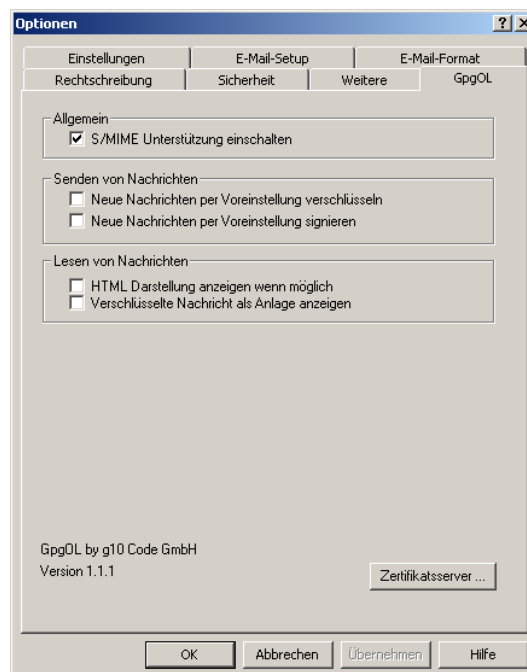 Optionen
Einstellungen E-Mail-Setup E-Mail-Format
Rechtschreibung Sicherheit Weitere GpgOL
Allgemein
S/MIME Unterstützung einschalten
Senden von Nachrichten
Neue Nachrichten per Voreinstellung verschlüsseln
Neue Nachrichten per Voreinstellung signieren
Lesen von Nachrichten
HTML Darstellung anzeigen wenn möglich
Verschlüsselte Nachricht als Anlage anzeigen
GpgOL by g10 Code GmbH
Version 1.1.1
Zertifikatsserver ...
OK Abbrechen Übernehmen Hilfe